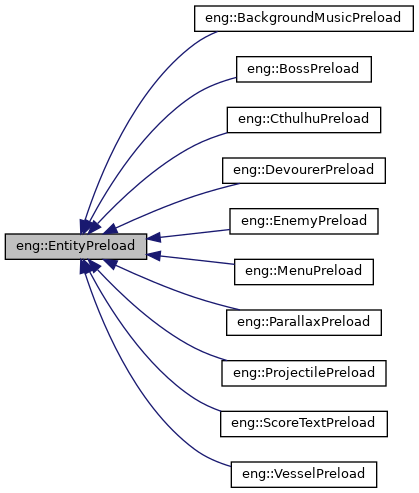 eng::BackgroundMusicPreload
eng::BossPreload
eng::CthulhuPreload
eng::DevourerPreload
eng::EnemyPreload
eng::EntityPreload
eng::MenuPreload
eng::ParallaxPreload
eng::ProjectilePreload
eng::ScoreTextPreload
eng::VesselPreload